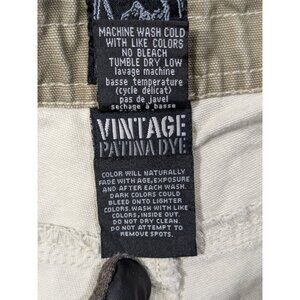 MACHINE WASH COLD
WITH LIKE COLORS
NO BLEACH
TUMBLE DRY LOW
lavage machine
basse temperature
(cycle delicat)
pas de javel
sechage a basse
VINTAGE
PATINA DYE
COLOR WILL NATURALLY
FADE WITH AGE, EXPOSURE
AND AFTER EACH WASH.
DARK COLORS COULD
BLEED ONTO LIGHTER
COLORS. WASH WITH LIKE
COLORS, INSIDE OUT.
DO NOT DRY CLEAN.
DO NOT ATTEMPT TO
REMOVE SPOTS.